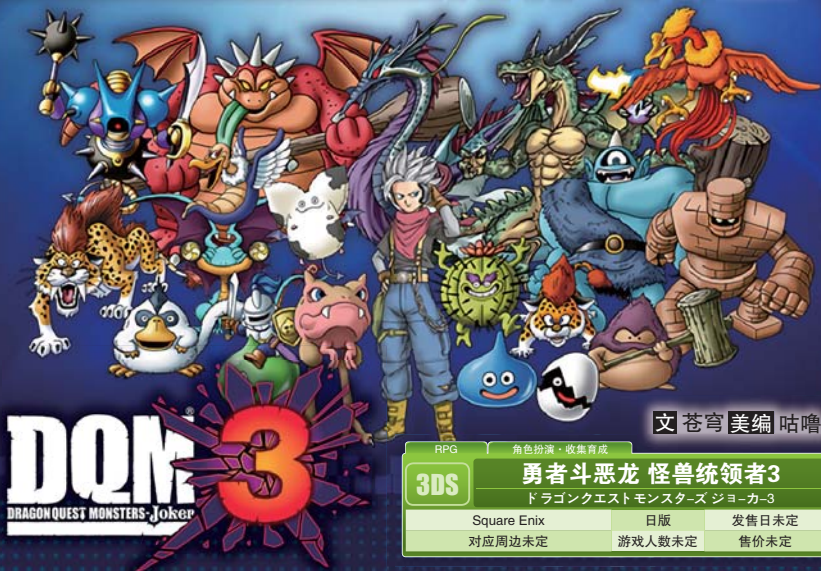 DQM
3
DRAGON QUEST MONSTERS-Joker
®
文 苍穹 美编 咕噜
RPG 角色扮演・收集育成
3DS
勇者斗恶龙 怪兽统领者3
ドラゴンクエストモンスターズ ジョーカー3
Square Enix 日版 发售日未定
对应周边未定 游戏人数未定 售价未定